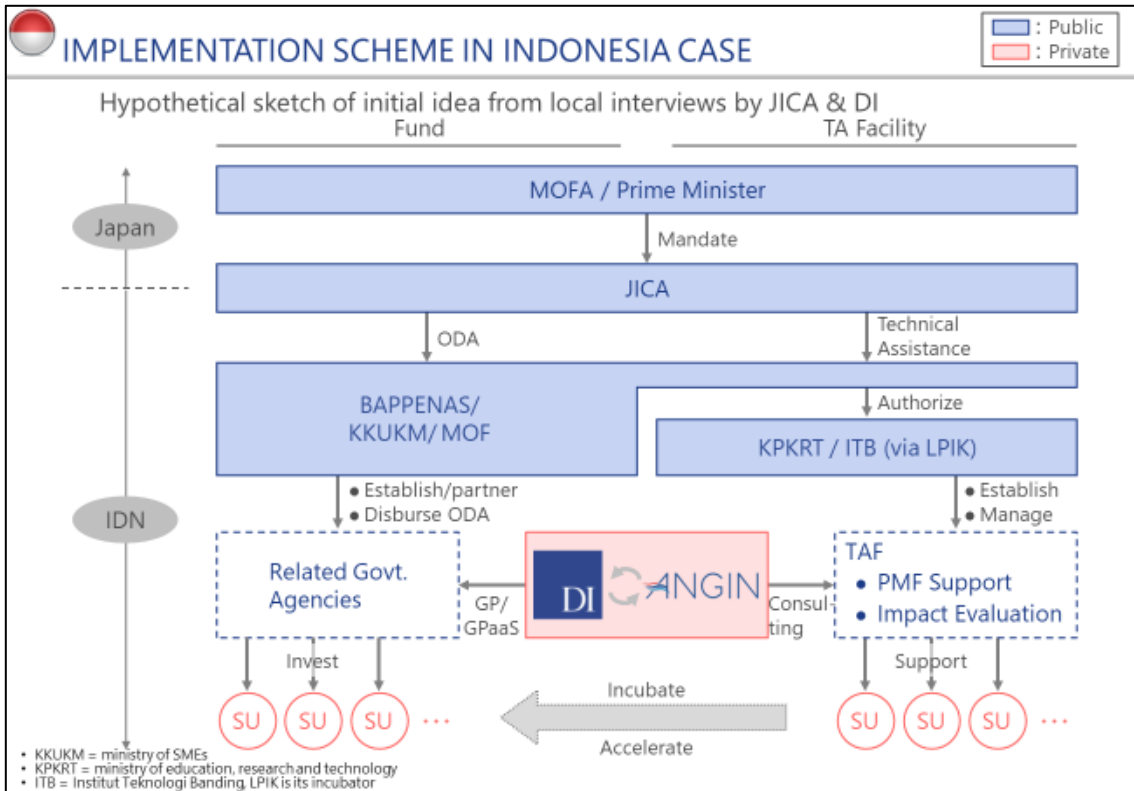 IMPLEMENTATION SCHEME IN INDONESIA CASE
: Public
: Private
Hypothetical sketch of initial idea from local interviews by JICA & DI
Fund
TA Facility
MOFA / Prime Minister
Japan
Mandate
JICA
ODA
Technical
Assistance
BAPPENAS/
KKUKM/ MOF
Authorize
KPKRT / ITB (via LPIK)
• Establish/partner
• Disburse ODA
• Establish
• Manage
IDN
Related Govt.
Agencies
GP/
GPaaS
DI
ANGIN
Consul-
ting
TAF
• PMF Support
• Impact Evaluation
Invest
Support
SU SU SU ...
Incubate
Accelerate
SU SU SU ...
• KKUKM = ministry of SMEs
• KPKRT = ministry of education, research and technology
• ITB = Institut Teknologi Banding, LPIK is its incubator